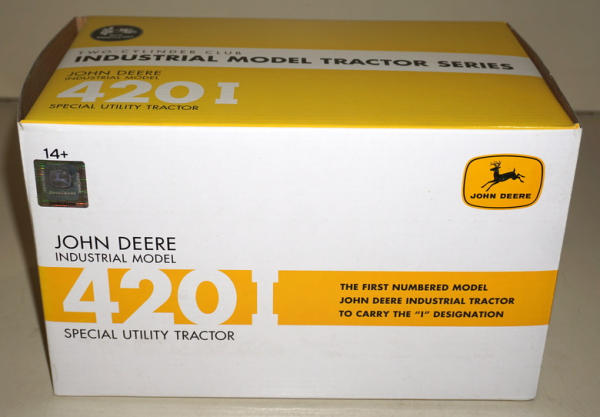 TWO-CYLINDER CLUB
INDUSTRIAL MODEL TRACTOR SERIES
JOHN DEERE
INDUSTRIAL MODEL
420 I
SPECIAL UTILITY TRACTOR
14+
JOHN DEERE
JOHN DEERE
INDUSTRIAL MODEL
420 I
SPECIAL UTILITY TRACTOR
THE FIRST NUMBERED MODEL
JOHN DEERE INDUSTRIAL TRACTOR
TO CARRY THE "I" DESIGNATION